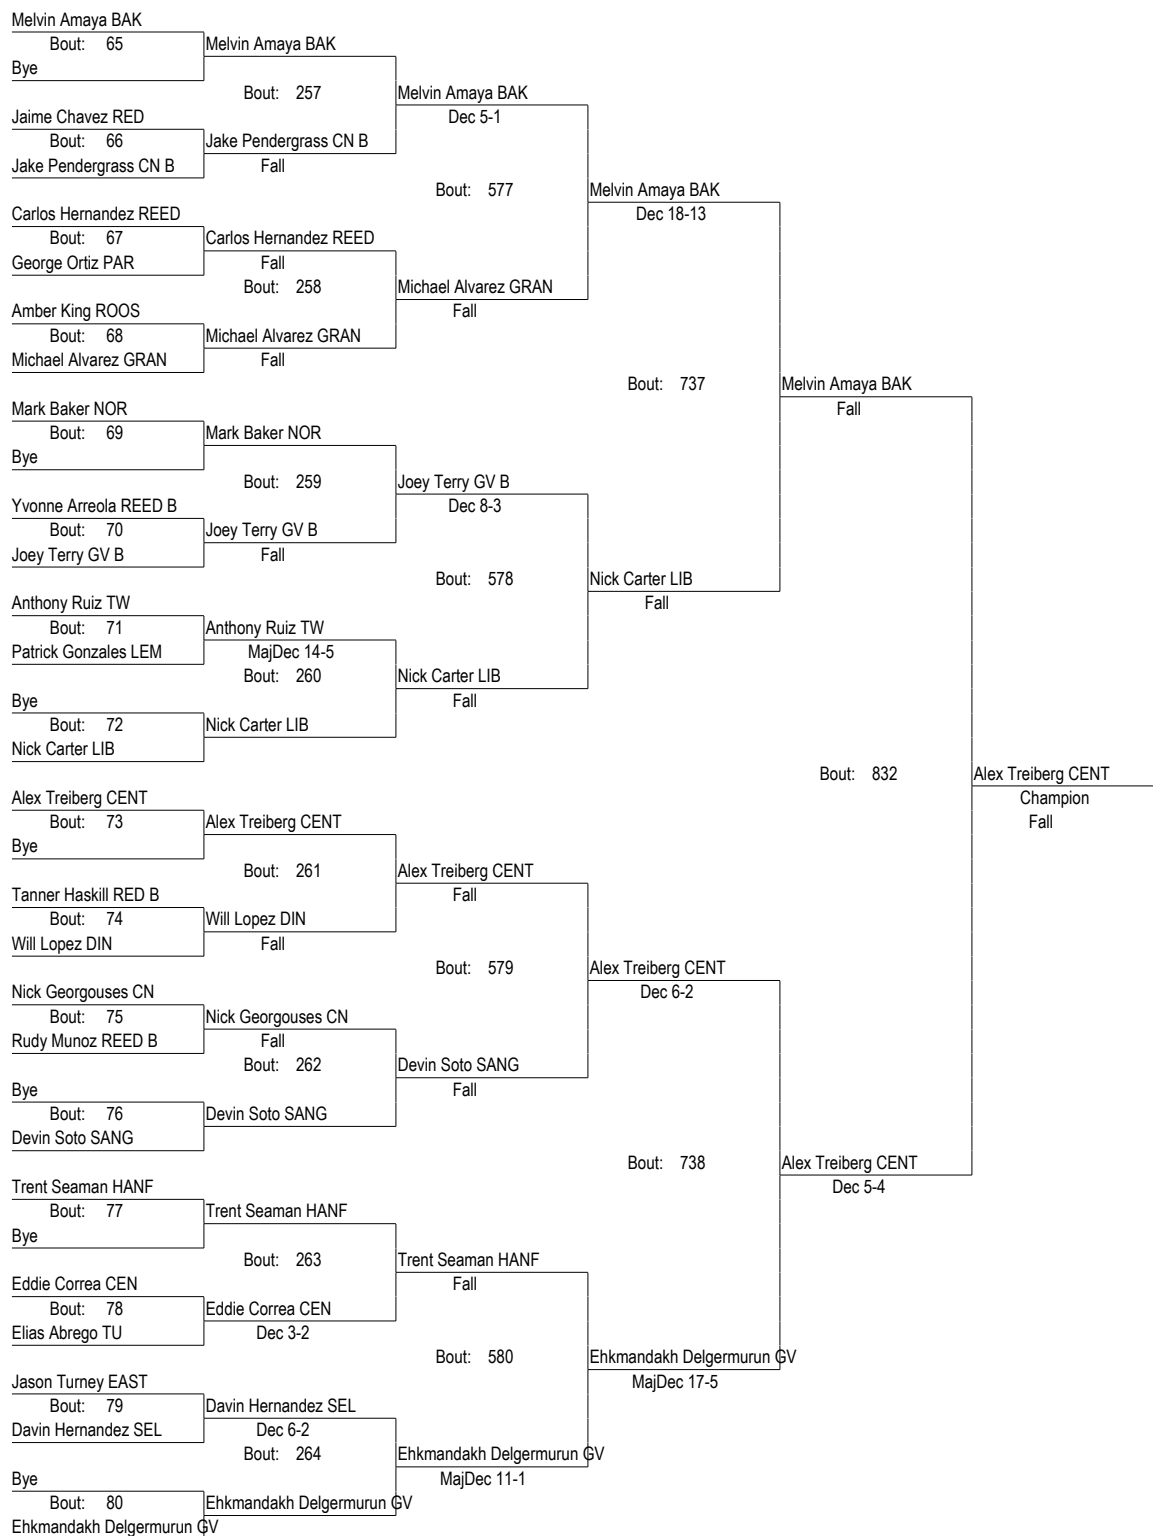 Melvin Amaya BAK
Bout: 65 Melvin Amaya BAK
Bye
Bout: 257 Melvin Amaya BAK
Jaime Chavez RED Dec 5-1
Bout: 66 Jake Pendergrass CN B
Jake Pendergrass CN B Fall
Bout: 577 Melvin Amaya BAK
Carlos Hernandez REED Dec 18-13
Bout: 67 Carlos Hernandez REED
George Ortiz PAR Fall
Bout: 258 Michael Alvarez GRAN
Amber King ROOS Fall
Bout: 68 Michael Alvarez GRAN
Michael Alvarez GRAN Fall
Bout: 737 Melvin Amaya BAK
Mark Baker NOR Fall
Bout: 69 Mark Baker NOR
Bye
Bout: 259 Joey Terry GV B
Yvonne Arreola REED B Dec 8-3
Bout: 70 Joey Terry GV B
Joey Terry GV B Fall
Bout: 578 Nick Carter LIB
Anthony Ruiz TW Fall
Bout: 71 Anthony Ruiz TW
Patrick Gonzales LEM MajDec 14-5
Bout: 260 Nick Carter LIB
Bye Fall
Bout: 72 Nick Carter LIB
Nick Carter LIB
Bout: 832 Alex Treiberg CENT
Alex Treiberg CENT Champion
Bout: 73 Alex Treiberg CENT Fall
Bye
Bout: 261 Alex Treiberg CENT
Tanner Haskill RED B Fall
Bout: 74 Will Lopez DIN
Will Lopez DIN Fall
Bout: 579 Alex Treiberg CENT
Nick Georgouses CN Dec 6-2
Bout: 75 Nick Georgouses CN
Rudy Munoz REED B Fall
Bout: 262 Devin Soto SANG
Bye Fall
Bout: 76 Devin Soto SANG
Devin Soto SANG
Bout: 738 Alex Treiberg CENT
Trent Seaman HANF Dec 5-4
Bout: 77 Trent Seaman HANF
Bye
Bout: 263 Trent Seaman HANF
Eddie Correa CEN Fall
Bout: 78 Eddie Correa CEN
Elias Abrego TU Dec 3-2
Bout: 580 Ehkmandakh Delgermurun GV
Jason Turney EAST MajDec 17-5
Bout: 79 Davin Hernandez SEL
Davin Hernandez SEL Dec 6-2
Bout: 264 Ehkmandakh Delgermurun GV
Bye MajDec 11-1
Bout: 80 Ehkmandakh Delgermurun GV
Ehkmandakh Delgermurun GV